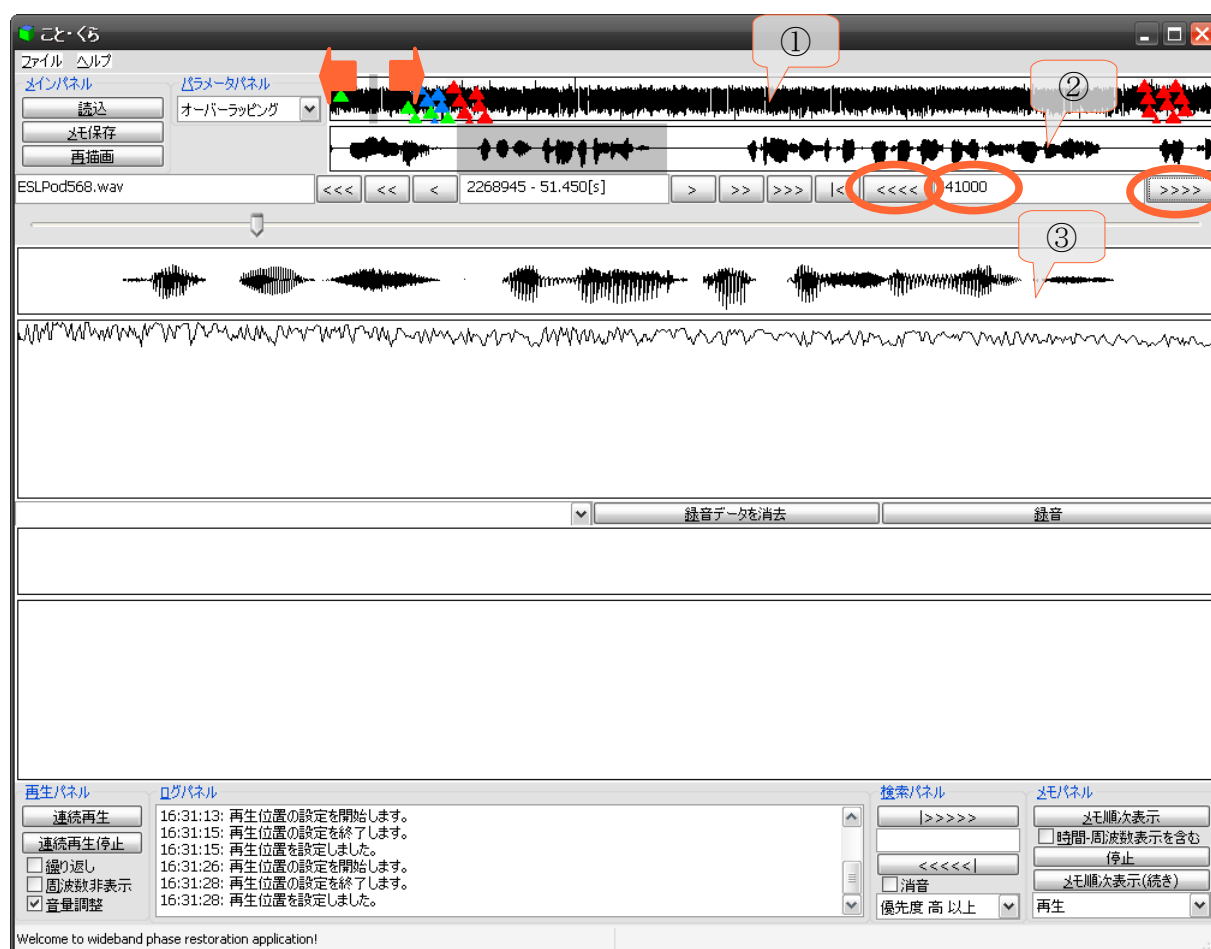 こと・くら
ファイル ヘルプ
①
②
メインパネル
パラメータパネル
読込
オーバーラッピング
メモ保存
再描画
ESLPod568.wav
<<<
<<
<
2268945 - 51.450[s]
>
>>
>>>
|<
<<<<
41000
>>>>
③
録音データを消去
録音
再生パネル
連続再生
連続再生停止
繰り返し
周波数非表示
音量調整
ログパネル
16:31:13: 再生位置の設定を開始します。
16:31:15: 再生位置の設定を終了します。
16:31:15: 再生位置を設定しました。
16:31:26: 再生位置の設定を開始します。
16:31:28: 再生位置の設定を終了します。
16:31:28: 再生位置を設定しました。
検索パネル
|>>>>>
<<<<<|
消音
優先度 高 以上
メモパネル
メモ順次表示
時間-周波数表示を含む
停止
メモ順次表示(続き)
再生
Welcome to wideband phase restoration application!